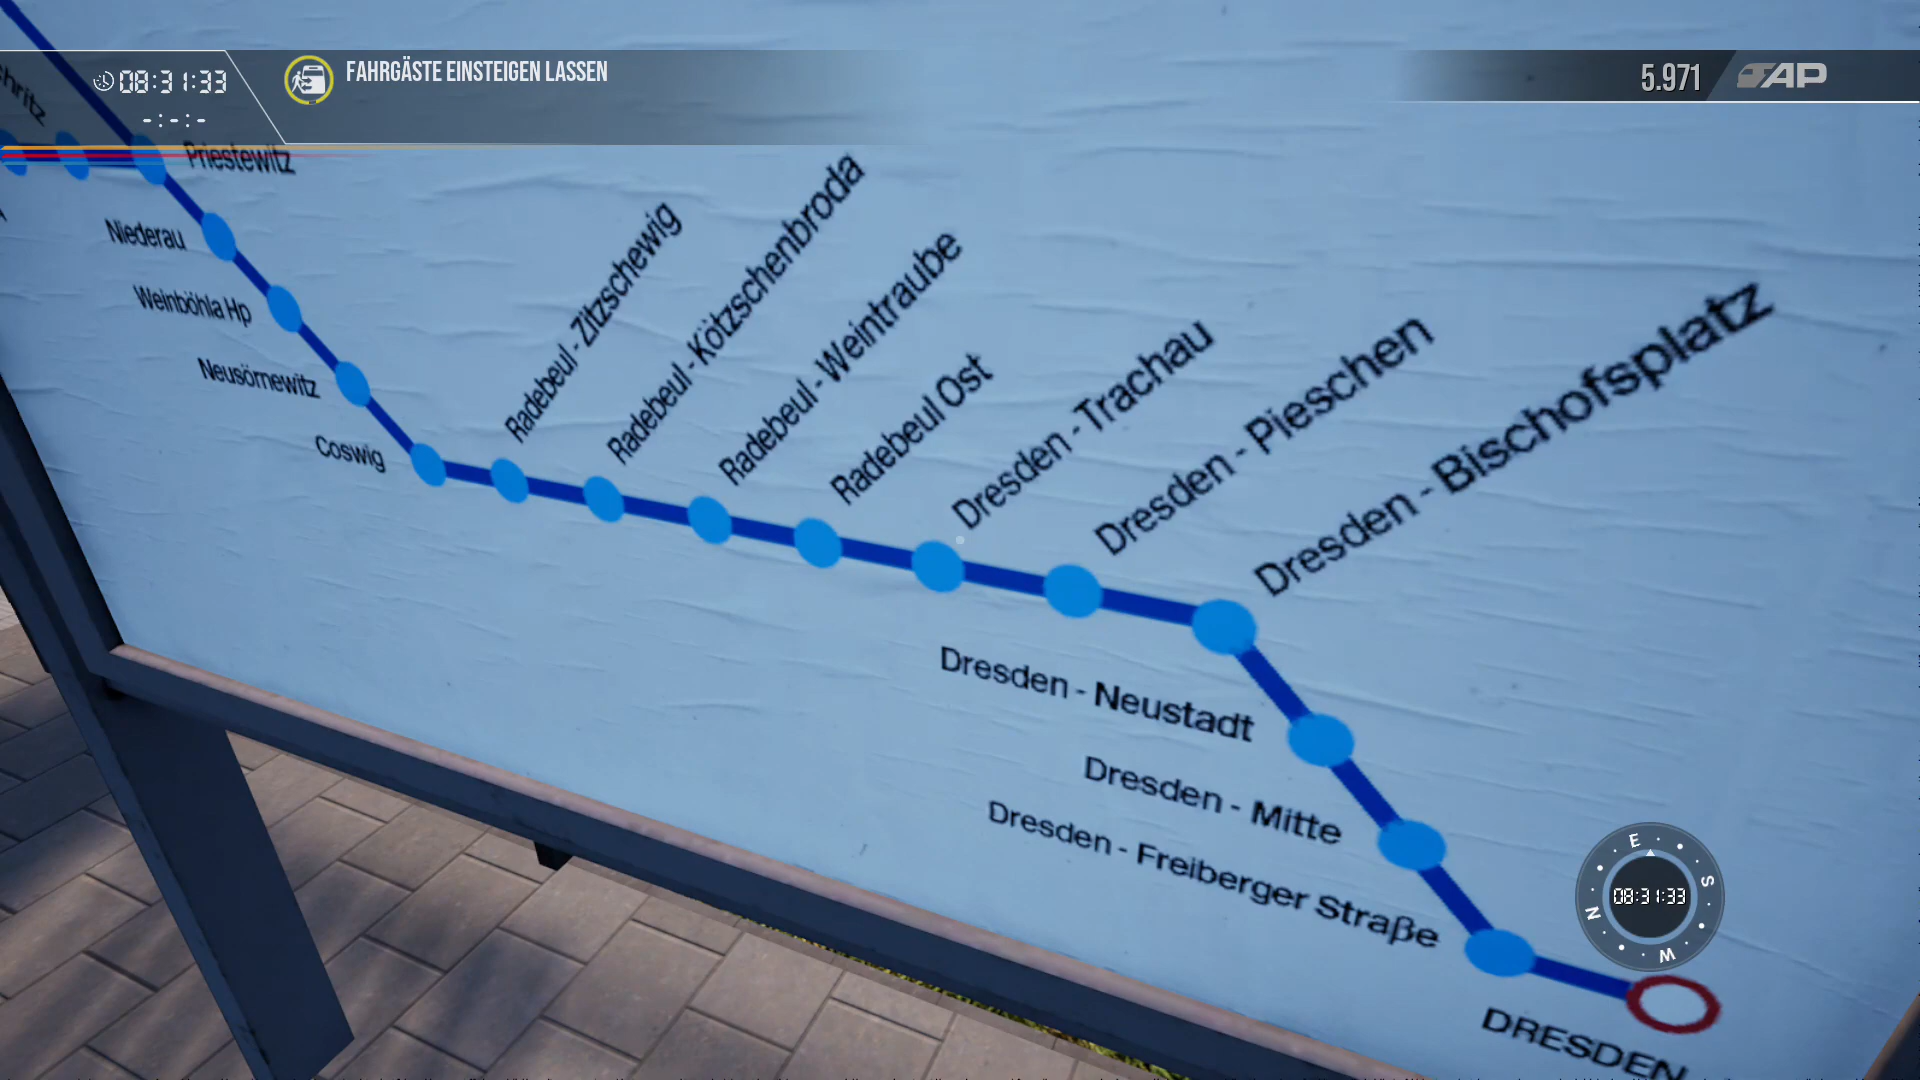 08:31:33
-:-:-
FAHRGÄSTE EINSTEIGEN LASSEN
5.971
AP
Priestewitz
Niederau
Weinböhla Hp
Neusörnewitz
Coswig
Radebeul - Zitzschewig
Radebeul - Kötzschenbroda
Radebeul - Weintraube
Radebeul Ost
Dresden - Trachau
Dresden - Pieschen
Dresden - Bischofsplatz
Dresden - Neustadt
Dresden - Mitte
Dresden - Freiberger Straβe
DRESDEN
E
S
N
W
08:31:33